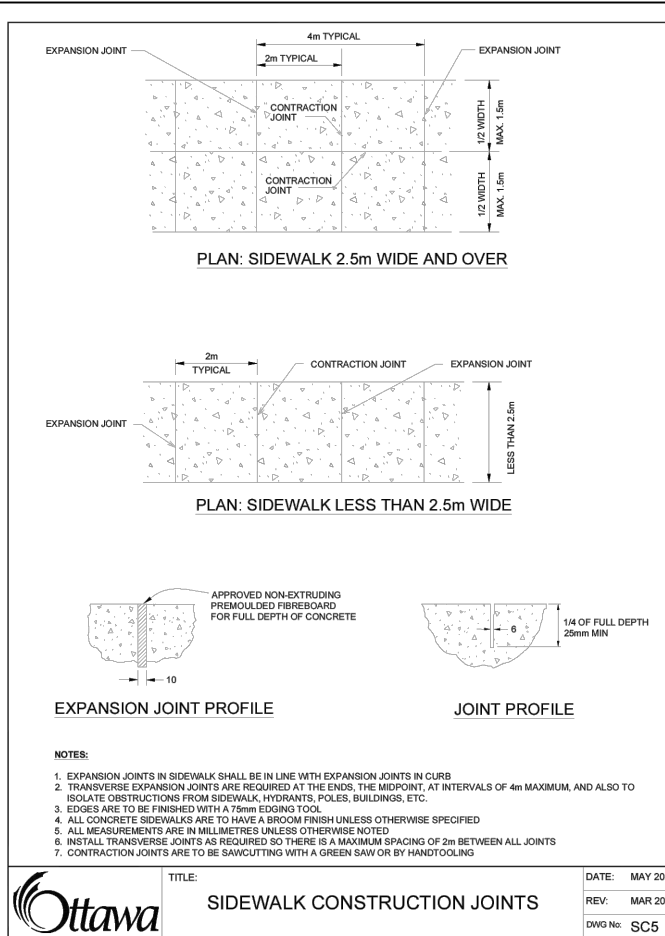 4m TYPICAL
EXPANSION JOINT
EXPANSION JOINT
2m TYPICAL
CONTRACTION
JOINT
1/2 WIDTH
MAX. 1.5m
CONTRACTION
JOINT
1/2 WIDTH
MAX. 1.5m
PLAN: SIDEWALK 2.5m WIDE AND OVER
2m
TYPICAL
CONTRACTION JOINT
EXPANSION JOINT
EXPANSION JOINT
LESS THAN 2.5m
PLAN: SIDEWALK LESS THAN 2.5m WIDE
APPROVED NON-EXTRUDING
PREMOULDED FIBREBOARD
FOR FULL DEPTH OF CONCRETE
10
EXPANSION JOINT PROFILE
6
1/4 OF FULL DEPTH
25mm MIN
JOINT PROFILE
NOTES:
1. EXPANSION JOINTS IN SIDEWALK SHALL BE IN LINE WITH EXPANSION JOINTS IN CURB
2. TRANSVERSE EXPANSION JOINTS ARE REQUIRED AT THE ENDS, THE MIDPOINT, AT INTERVALS OF 4m MAXIMUM, AND ALSO TO
ISOLATE OBSTRUCTIONS FROM SIDEWALK, HYDRANTS, POLES, BUILDINGS, ETC.
3. EDGES ARE TO BE FINISHED WITH A 75mm EDGING TOOL
4. ALL CONCRETE SIDEWALKS ARE TO HAVE A BROOM FINISH UNLESS OTHERWISE SPECIFIED
5. ALL MEASUREMENTS ARE IN MILLIMETRES UNLESS OTHERWISE NOTED
6. INSTALL TRANSVERSE JOINTS AS REQUIRED SO THERE IS A MAXIMUM SPACING OF 2m BETWEEN ALL JOINTS
7. CONTRACTION JOINTS ARE TO BE SAWCUTTING WITH A GREEN SAW OR BY HANDTOOLING
Ottawa
TITLE:
SIDEWALK CONSTRUCTION JOINTS
DATE: MAY 20
REV: MAR 20
DWG No: SC5